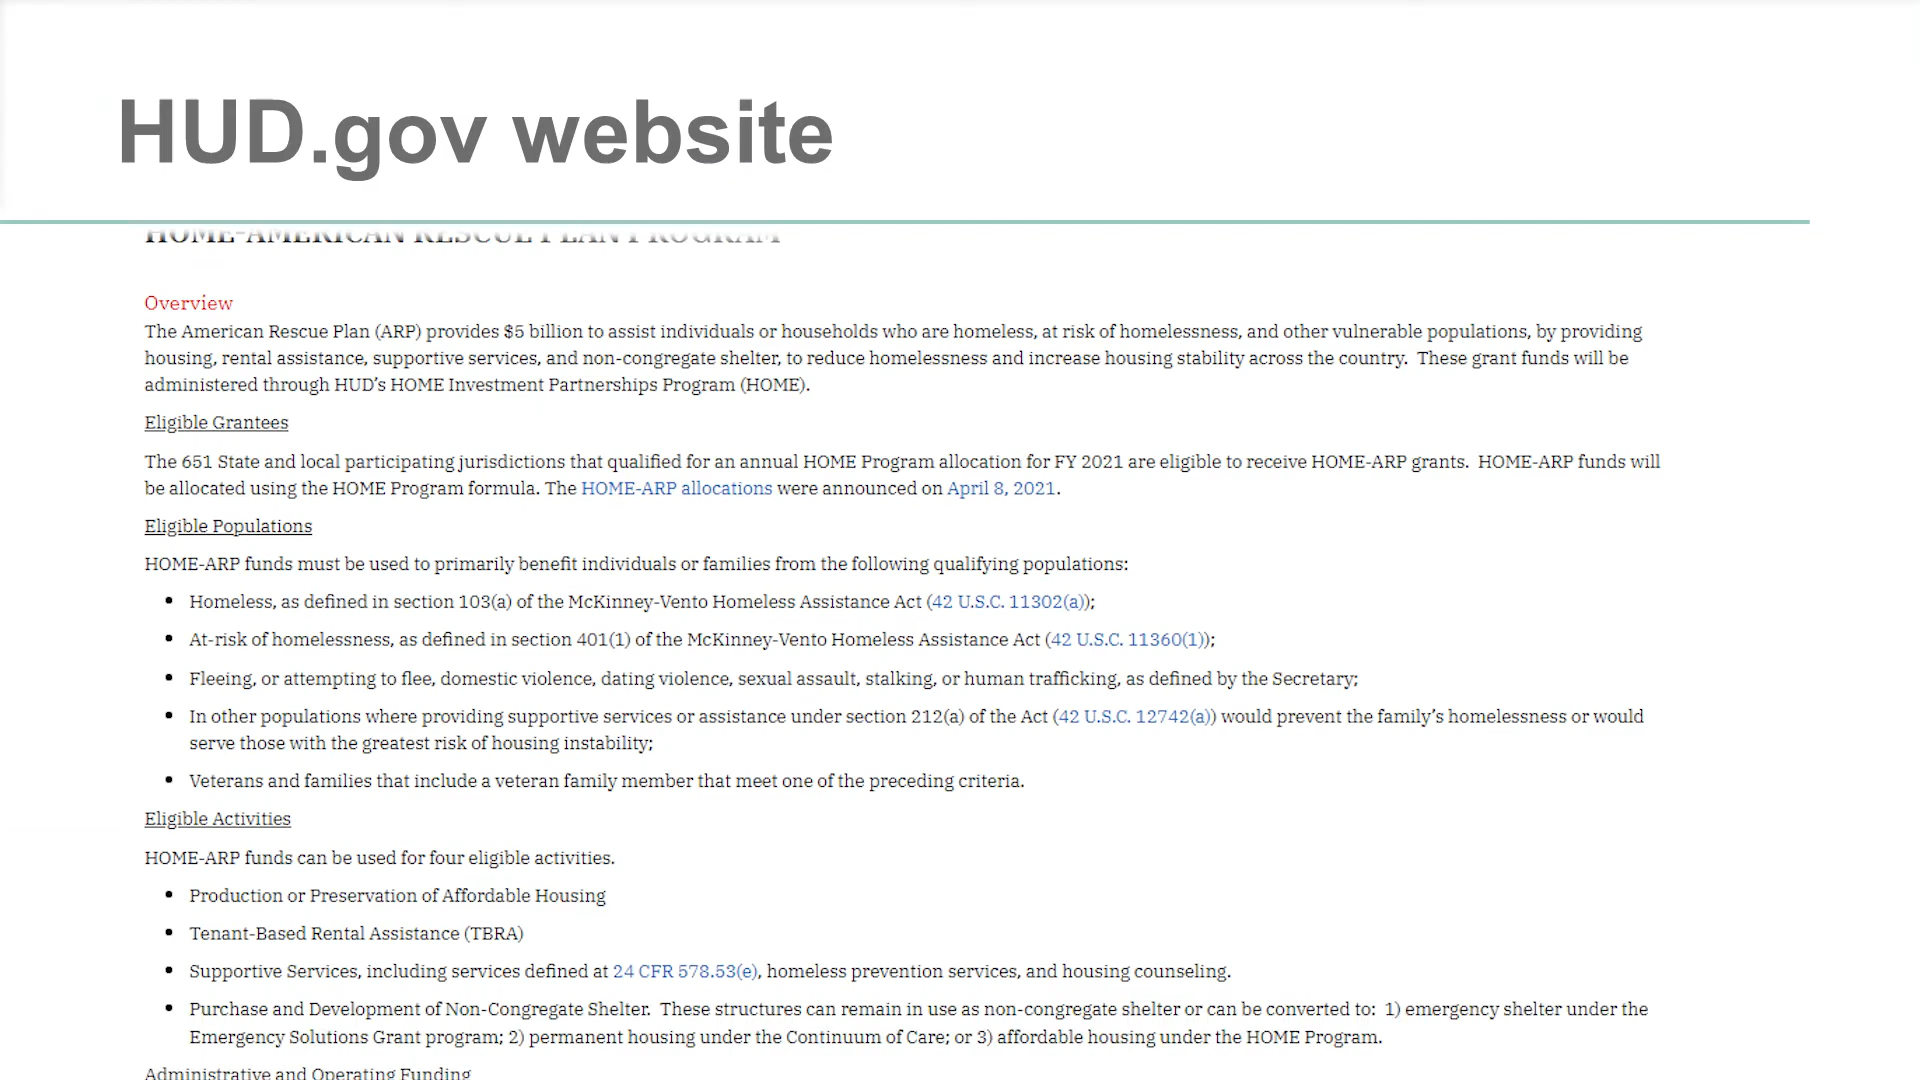 HUD.gov website
HOME-AMERICAN RESCUE PLAN PROGRAM
Overview
The American Rescue Plan (ARP) provides $5 billion to assist individuals or households who are homeless, at risk of homelessness, and other vulnerable populations, by providing
housing, rental assistance, supportive services, and non-congregate shelter, to reduce homelessness and increase housing stability across the country.  These grant funds will be
administered through HUD’s HOME Investment Partnerships Program (HOME).
Eligible Grantees
The 651 State and local participating jurisdictions that qualified for an annual HOME Program allocation for FY 2021 are eligible to receive HOME-ARP grants.  HOME-ARP funds will
be allocated using the HOME Program formula. The HOME-ARP allocations were announced on April 8, 2021.
Eligible Populations
HOME-ARP funds must be used to primarily benefit individuals or families from the following qualifying populations:
• Homeless, as defined in section 103(a) of the McKinney-Vento Homeless Assistance Act (42 U.S.C. 11302(a));
• At-risk of homelessness, as defined in section 401(1) of the McKinney-Vento Homeless Assistance Act (42 U.S.C. 11360(1));
• Fleeing, or attempting to flee, domestic violence, dating violence, sexual assault, stalking, or human trafficking, as defined by the Secretary;
• In other populations where providing supportive services or assistance under section 212(a) of the Act (42 U.S.C. 12742(a)) would prevent the family’s homelessness or would
serve those with the greatest risk of housing instability;
• Veterans and families that include a veteran family member that meet one of the preceding criteria.
Eligible Activities
HOME-ARP funds can be used for four eligible activities.
• Production or Preservation of Affordable Housing
• Tenant-Based Rental Assistance (TBRA)
• Supportive Services, including services defined at 24 CFR 578.53(e), homeless prevention services, and housing counseling.
• Purchase and Development of Non-Congregate Shelter.  These structures can remain in use as non-congregate shelter or can be converted to:  1) emergency shelter under the
Emergency Solutions Grant program; 2) permanent housing under the Continuum of Care; or 3) affordable housing under the HOME Program.
Administrative and Operating Funding